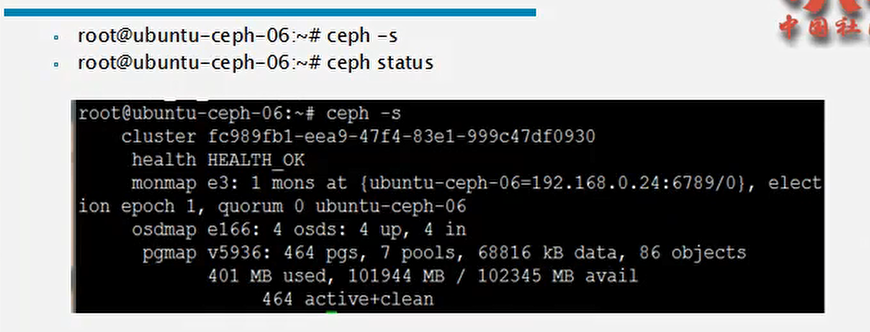 root@ubuntu-ceph-06:~# ceph -s
root@ubuntu-ceph-06:~# ceph status
中国社
root@ubuntu-ceph-06:~# ceph -s
cluster fc989fb1-eea9-47f4-83e1-999c47df0930
health HEALTH_OK
monmap e3: 1 mons at {ubuntu-ceph-06=192.168.0.24:6789/0}, elect
ion epoch 1, quorum 0 ubuntu-ceph-06
osdmap e166: 4 osds: 4 up, 4 in
pgmap v5936: 464 pgs, 7 pools, 68816 kB data, 86 objects
401 MB used, 101944 MB / 102345 MB avail
464 active+clean